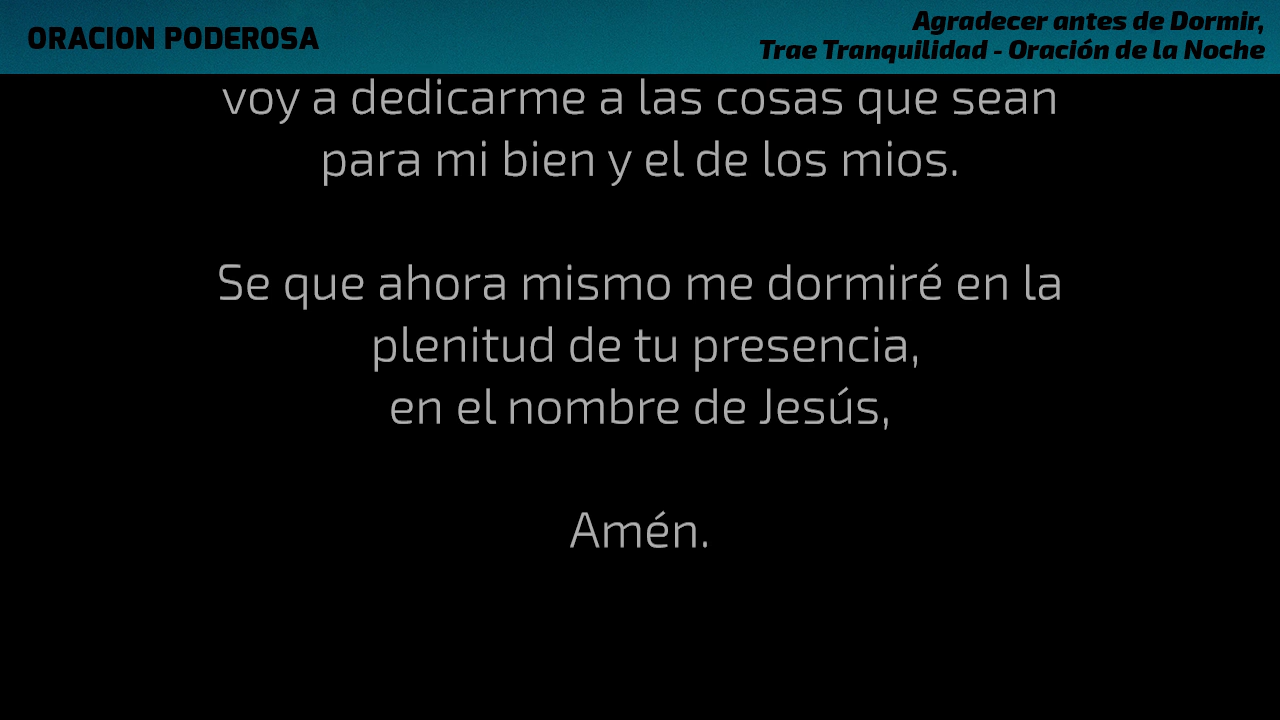 ORACION PODEROSA
Agradecer antes de Dormir,
Trae Tranquilidad - Oración de la Noche
voy a dedicarme a las cosas que sean
para mi bien y el de los mios.
Se que ahora mismo me dormiré en la
plenitud de tu presencia,
en el nombre de Jesús,
Amén.